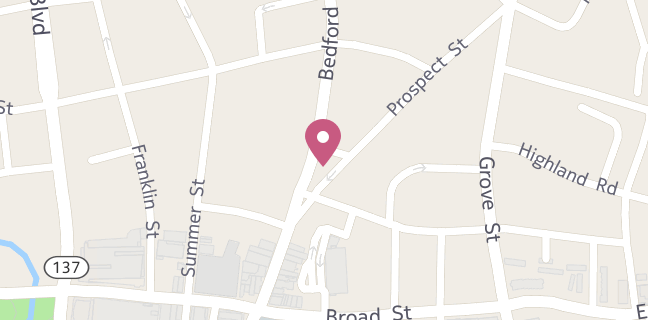 Blvd
Bedford
Prospect St
St
Franklin St
Highland Rd
Summer St
Grove St
137
Broad St
E